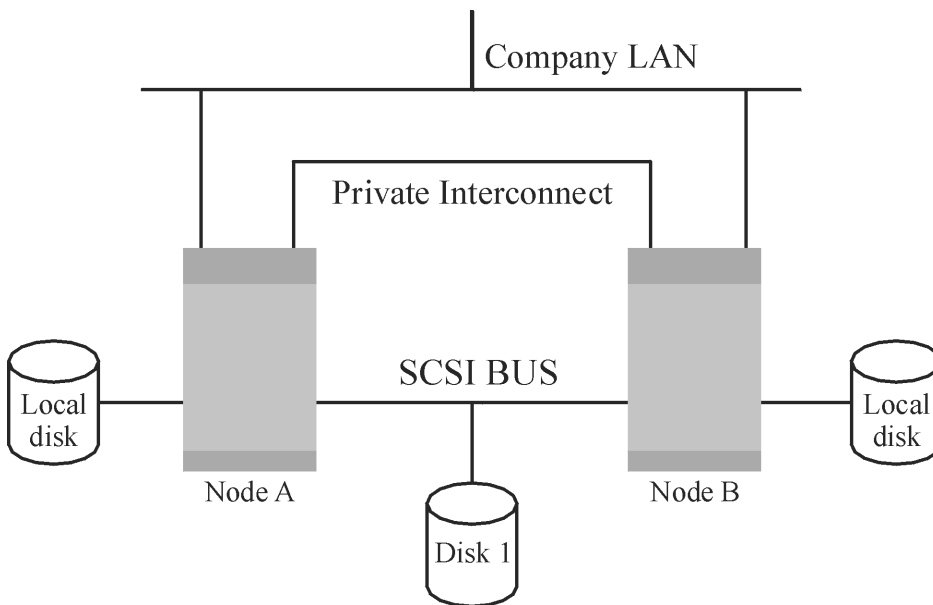 Company LAN
Private Interconnect
SCSI BUS
Local
disk
Local
disk
Node A
Node B
Disk 1